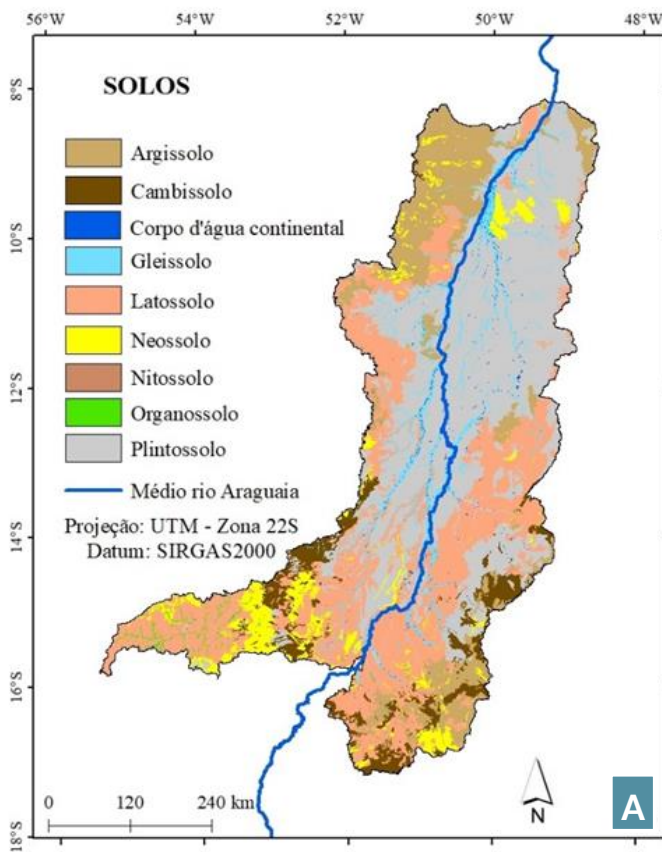 56°W 54°W 52°W 50°W 48°W
SOLOS
Argissolo
Cambissolo
Corpo d'água continental
Gleissolo
Latossolo
Neossolo
Nitossolo
Organossolo
Plintossolo
Médio rio Araguaia
Projeção: UTM - Zona 22S
Datum: SIRGAS2000
8°S
10°S
12°S
14°S
16°S
18°S
0 120 240 km
N
A